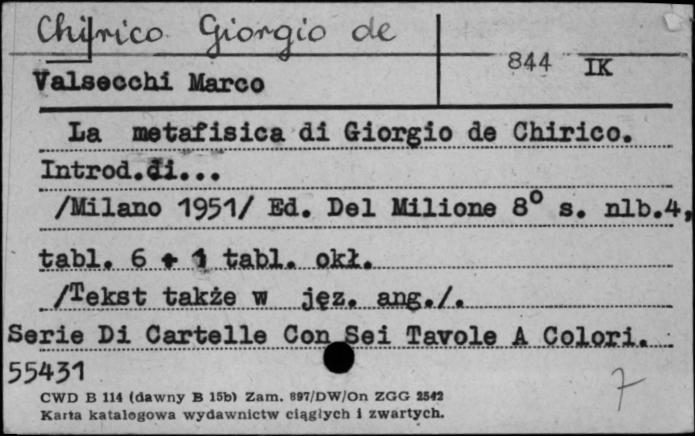 Chirico Giorgio de
844 IK
Valsecchi Marco
La metafisica di Giorgio de Chirico.
Introd.di...
/Milano 1951/ Ed. Del Milione 8° s. nlb.4,
tabl. 6 + 1 tabl. okł.
/Tekst także w jęz. ang./.
Serie Di Cartelle Con Sei Tavole A Colori.
55431
7
CWD B 114 (dawny B 15b) Zam. 897/DW/On ZGG 2542
Karta katalogowa wydawnictw ciągłych i zwartych.